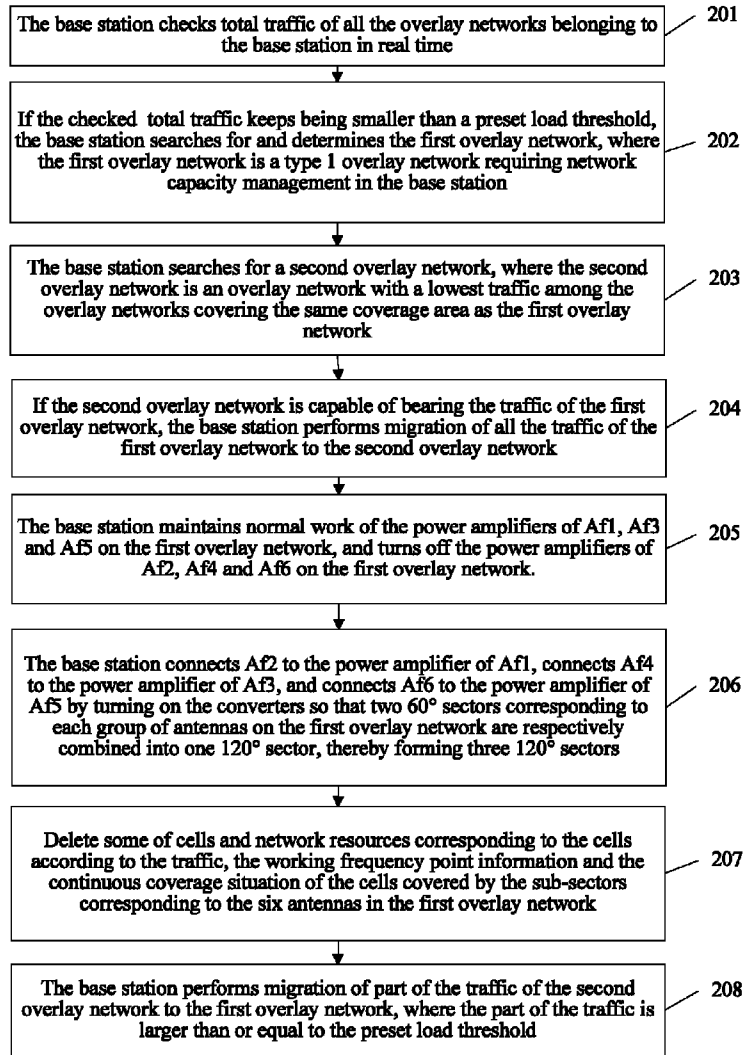 The base station checks total traffic of all the overlay networks belonging to
the base station in real time
201
If the checked total traffic keeps being smaller than a preset load threshold,
the base station searches for and determines the first overlay network, where
the first overlay network is a type 1 overlay network requiring network
capacity management in the base station
202
The base station searches for a second overlay network, where the second
overlay network is an overlay network with a lowest traffic among the
overlay networks covering the same coverage area as the first overlay
network
203
If the second overlay network is capable of bearing the traffic of the first
overlay network, the base station performs migration of all the traffic of the
first overlay network to the second overlay network
204
The base station maintains normal work of the power amplifiers of Af1, Af3
and Af5 on the first overlay network, and turns off the power amplifiers of
Af2, Af4 and Af6 on the first overlay network.
205
The base station connects Af2 to the power amplifier of Af1, connects Af4
to the power amplifier of Af3, and connects Af6 to the power amplifier of
Af5 by turning on the converters so that two 60° sectors corresponding to
each group of antennas on the first overlay network are respectively
combined into one 120° sector, thereby forming three 120° sectors
206
Delete some of cells and network resources corresponding to the cells
according to the traffic, the working frequency point information and the
continuous coverage situation of the cells covered by the sub-sectors
corresponding to the six antennas in the first overlay network
207
The base station performs migration of part of the traffic of the second
overlay network to the first overlay network, where the part of the traffic is
larger than or equal to the preset load threshold
208